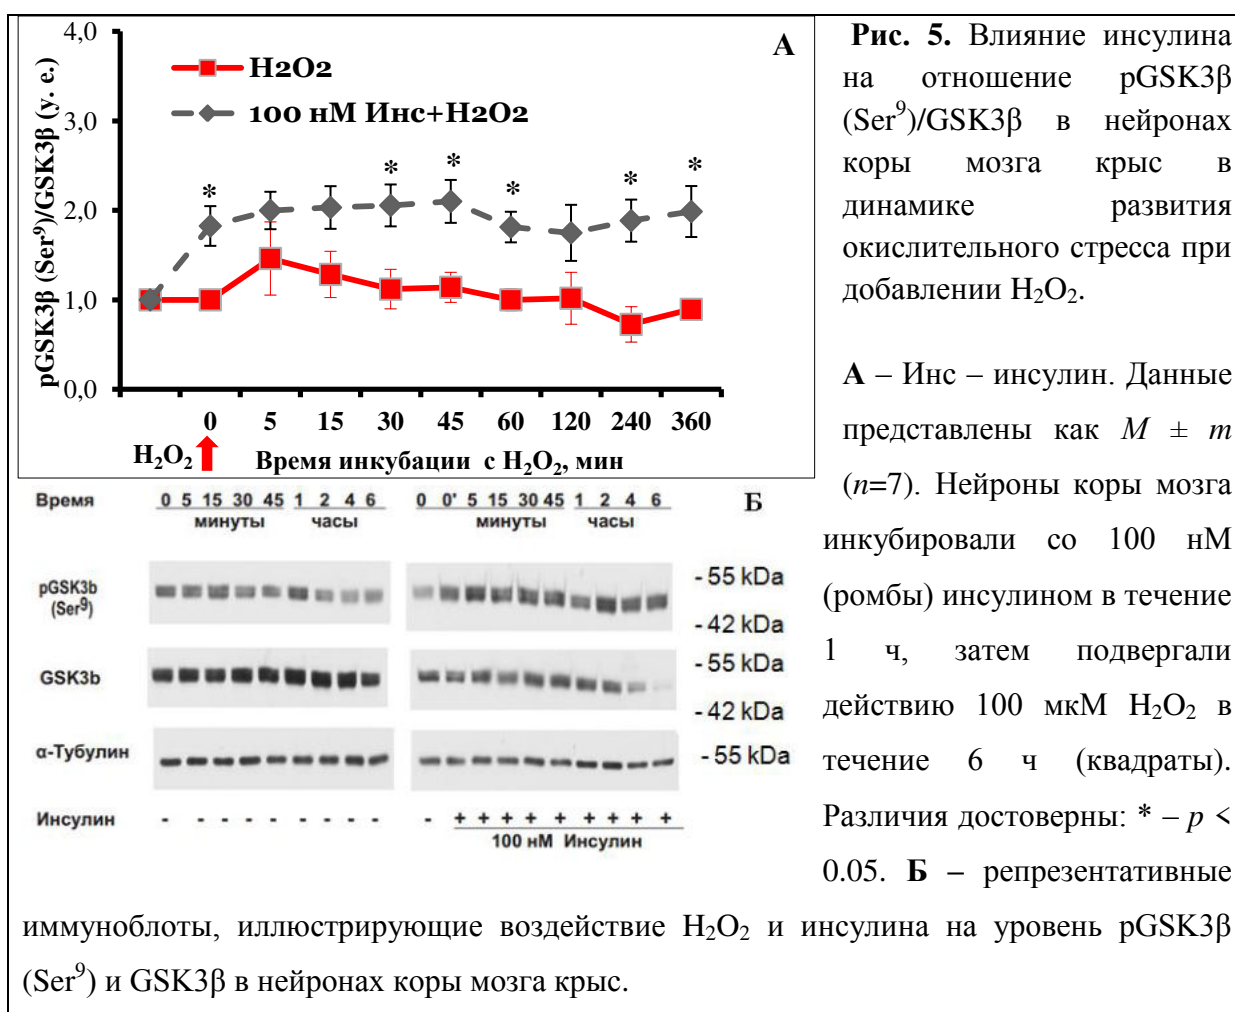 4,0
3,0
2,0
1,0
0,0
pGSK3β (Ser⁹)/GSK3β (у. е.)
А
H2O2
100 нМ Инс+H2O2
* * * * * *
0 5 15 30 45 60 120 240 360
H₂O₂
Время инкубации с H₂O₂, мин
Время 0 5 15 30 45 1 2 4 6 0 0' 5 15 30 45 1 2 4 6 Б
минуты часы минуты часы
pGSK3b
(Ser⁹)
- 55 kDa
- 42 kDa
GSK3b
- 55 kDa
- 42 kDa
α-Тубулин
- 55 kDa
Инсулин - - - - - - - - - - + + + + + + + + +
100 nM Инсулин
Рис. 5. Влияние инсулина
на отношение pGSK3β
(Ser⁹)/GSK3β в нейронах
коры мозга крыс в
динамике развития
окислительного стресса при
добавлении H₂O₂.
А – Инс – инсулин. Данные
представлены как M ± m
(n=7). Нейроны коры мозга
инкубировали со 100 нМ
(ромбы) инсулином в течение
1 ч, затем подвергали
действию 100 мкМ H₂O₂ в
течение 6 ч (квадраты).
Различия достоверны: * – p <
0.05. Б – репрезентативные
иммуноблоты, иллюстрирующие воздействие H₂O₂ и инсулина на уровень pGSK3β
(Ser⁹) и GSK3β в нейронах коры мозга крыс.